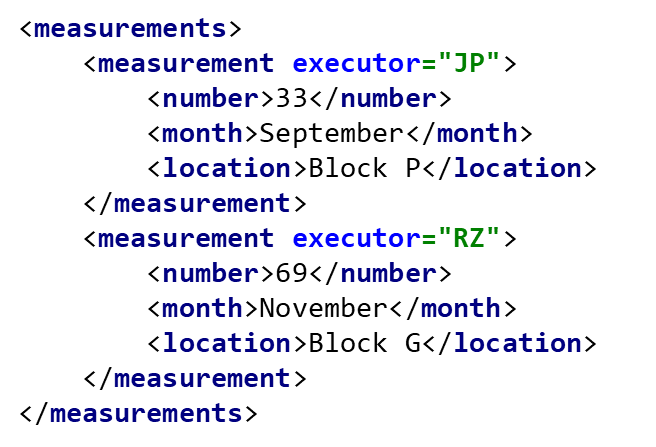 <measurements>
    <measurement executor="JP">
        <number>33</number>
        <month>September</month>
        <location>Block P</location>
    </measurement>
    <measurement executor="RZ">
        <number>69</number>
        <month>November</month>
        <location>Block G</location>
    </measurement>
</measurements>